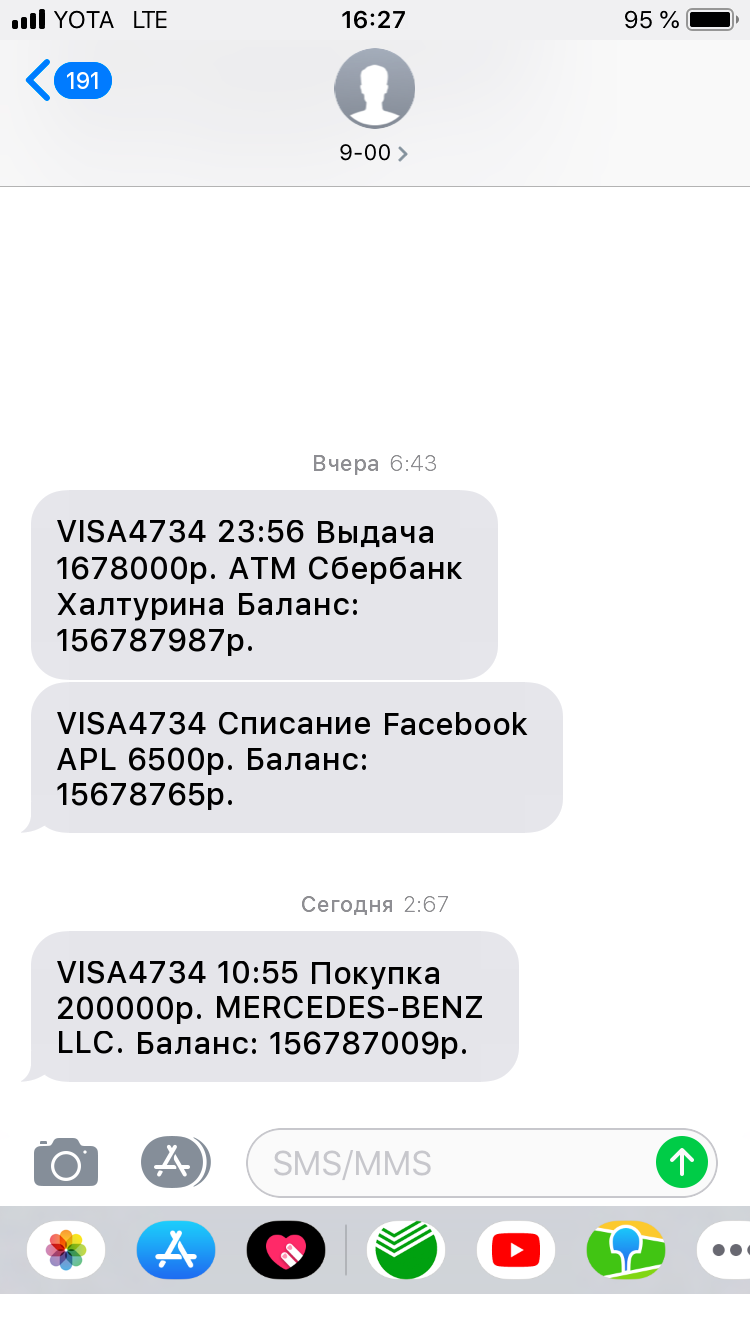 YOTA LTE 16:27 95 %
191
9-00
Вчера 6:43
VISA4734 23:56 Выдача
1678000р. ATM Сбербанк
Халтурина Баланс:
156787987р.
VISA4734 Списание Facebook
APL 6500р. Баланс:
15678765р.
Сегодня 2:67
VISA4734 10:55 Покупка
200000р. MERCEDES-BENZ
LLC. Баланс: 156787009р.
SMS/MMS